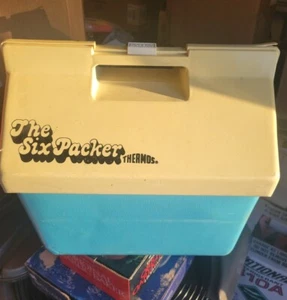 The
Six Packer
THERMOS®